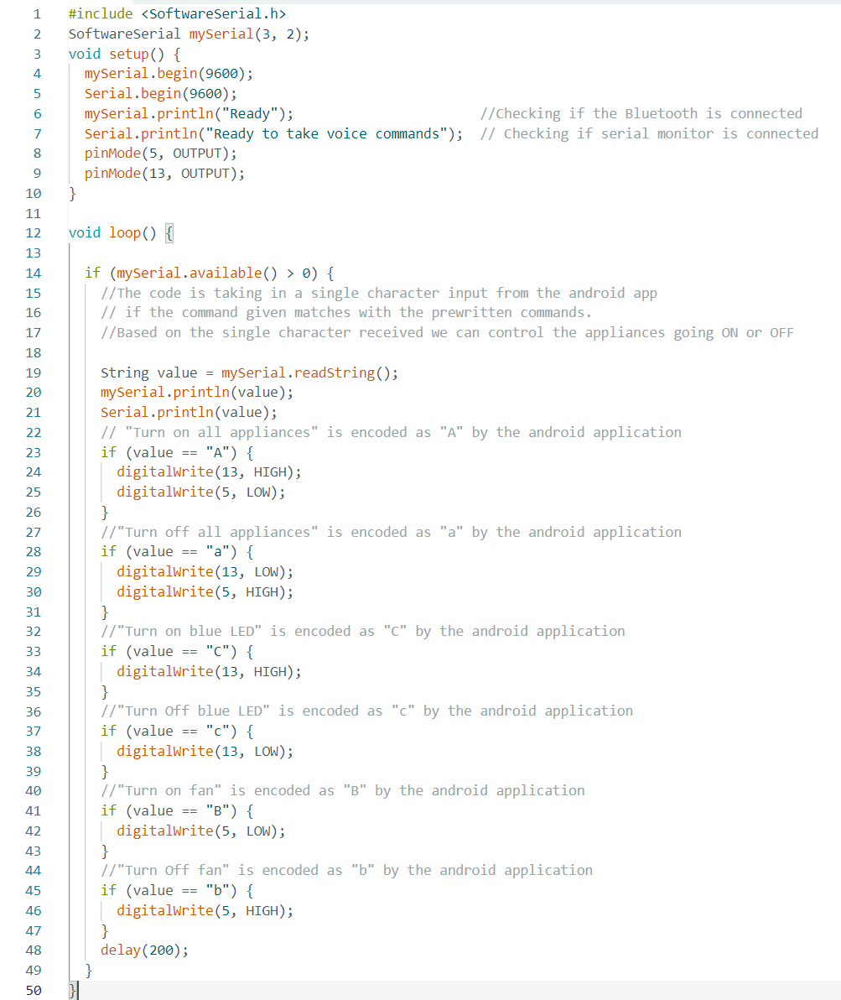 1 #include <SoftwareSerial.h>
2 SoftwareSerial mySerial(3, 2);
3 void setup() {
4   mySerial.begin(9600);
5   Serial.begin(9600);
6   mySerial.println("Ready");                       //Checking if the Bluetooth is connected
7   Serial.println("Ready to take voice commands");  // Checking if serial monitor is connected
8   pinMode(5, OUTPUT);
9   pinMode(13, OUTPUT);
10 }
11
12 void loop() {
13
14   if (mySerial.available() > 0) {
15     //The code is taking in a single character input from the android app
16     // if the command given matches with the prewritten commands.
17     //Based on the single character received we can control the appliances going ON or OFF
18
19     String value = mySerial.readString();
20     mySerial.println(value);
21     Serial.println(value);
22     // "Turn on all appliances" is encoded as "A" by the android application
23     if (value == "A") {
24       digitalWrite(13, HIGH);
25       digitalWrite(5, LOW);
26     }
27     //"Turn off all appliances" is encoded as "a" by the android application
28     if (value == "a") {
29       digitalWrite(13, LOW);
30       digitalWrite(5, HIGH);
31     }
32     //"Turn on blue LED" is encoded as "C" by the android application
33     if (value == "C") {
34       digitalWrite(13, HIGH);
35     }
36     //"Turn Off blue LED" is encoded as "c" by the android application
37     if (value == "c") {
38       digitalWrite(13, LOW);
39     }
40     //"Turn on fan" is encoded as "B" by the android application
41     if (value == "B") {
42       digitalWrite(5, LOW);
43     }
44     //"Turn Off fan" is encoded as "b" by the android application
45     if (value == "b") {
46       digitalWrite(5, HIGH);
47     }
48     delay(200);
49   }
50 }